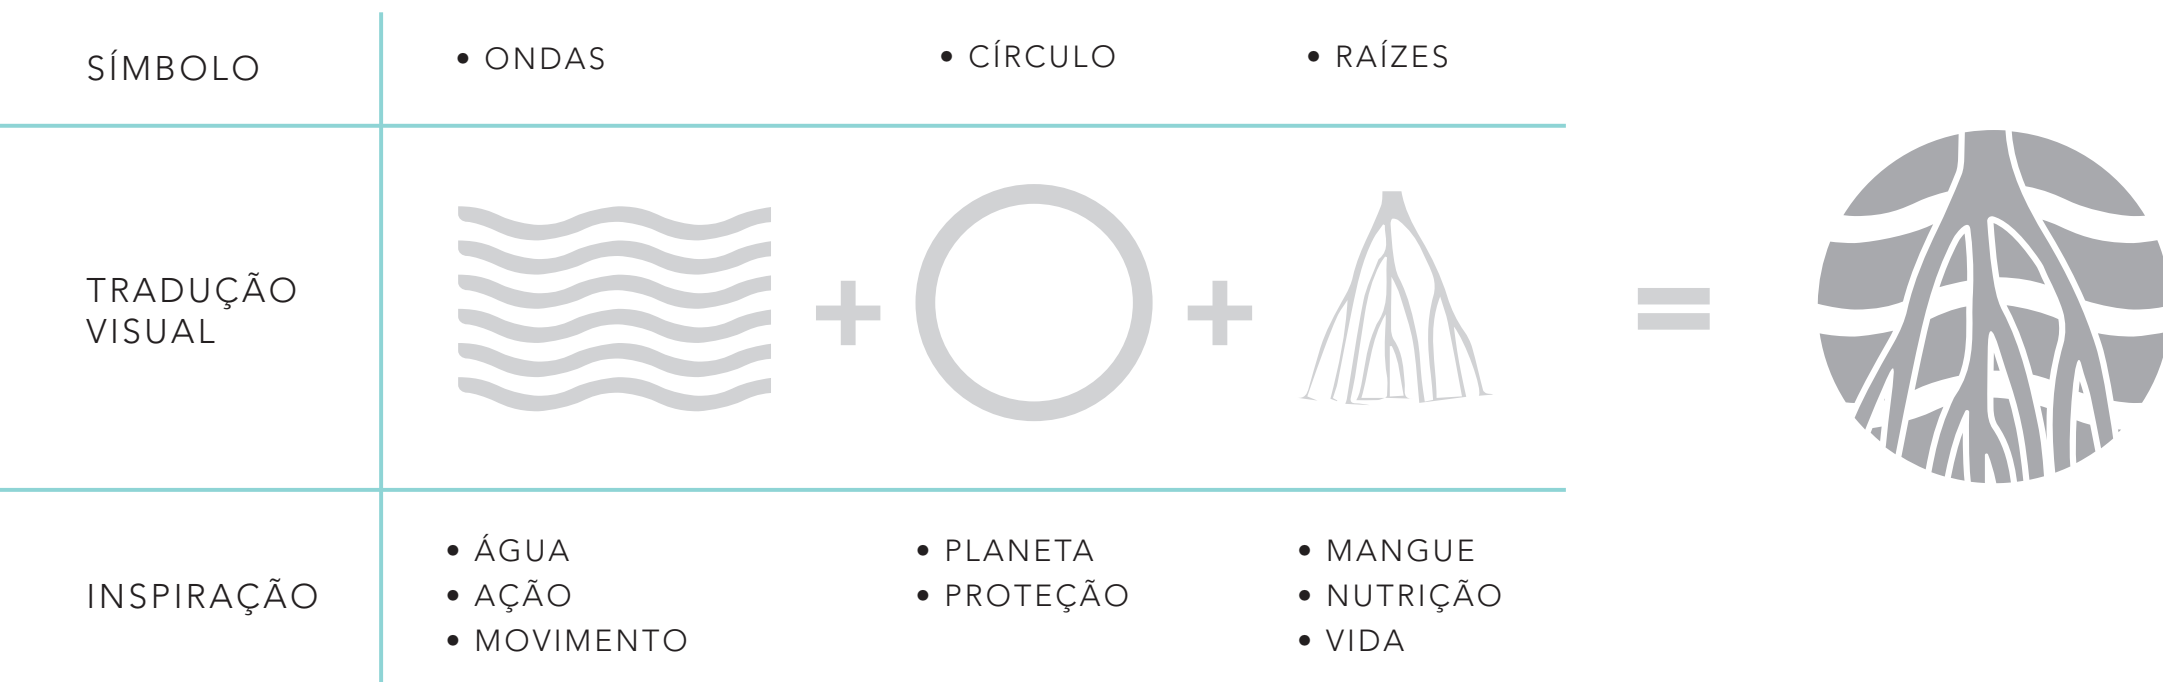 SÍMBOLO
• ONDAS
• CÍRCULO
• RAÍZES
TRADUÇÃO
VISUAL
+
+
=
INSPIRAÇÃO
• ÁGUA
• AÇÃO
• MOVIMENTO
• PLANETA
• PROTEÇÃO
• MANGUE
• NUTRIÇÃO
• VIDA